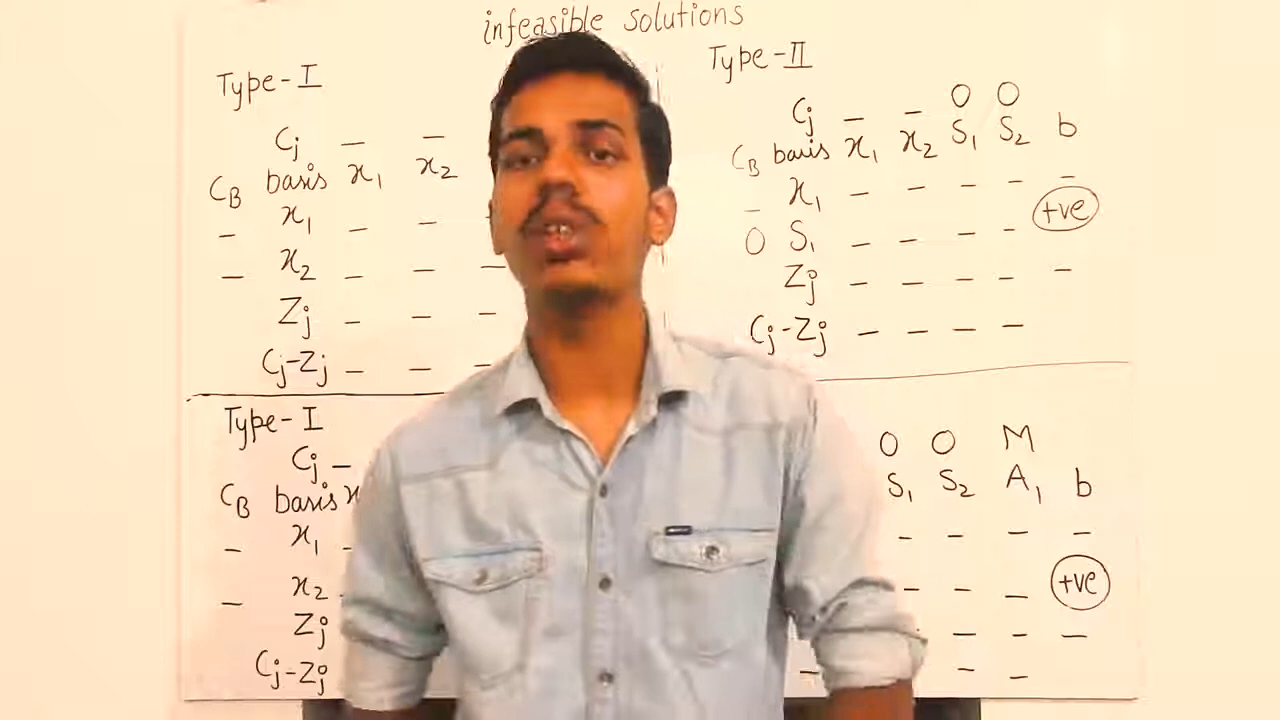 infeasible solutions
Type-I
Cj — —
CB basis x1 x2
— x1 — —
— x2 — — —
Zj — — —
Cj-Zj — — —
Type-II
0 0
Cj — —
CB basis x1 x2 S1 S2 b
— x1 — — — — —
+ve
0 S1 — — — —
Zj — — — — —
Cj-Zj — — — —
Type-I
Cj —
CB basis x
— x1 -
— x2
Zj
Cj-Zj
0 0 M
S1 S2 A1 b
— — — —
— — — +ve
— — —
— — —